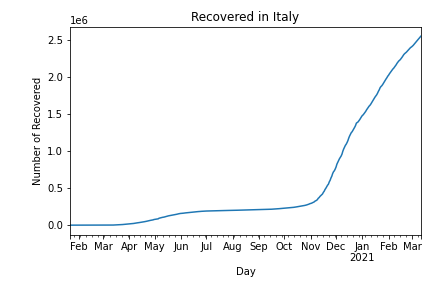 Recovered in Italy
1e6
2.5
2.0
1.5
1.0
0.5
0.0
Number of Recovered
Feb Mar Apr May Jun Jul Aug Sep Oct Nov Dec Jan Feb Mar
2021
Day